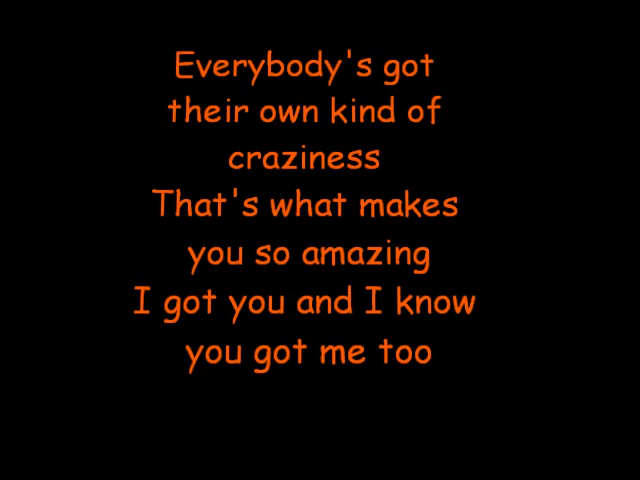 Everybody's got
their own kind of
craziness
That's what makes
you so amazing
I got you and I know
you got me too